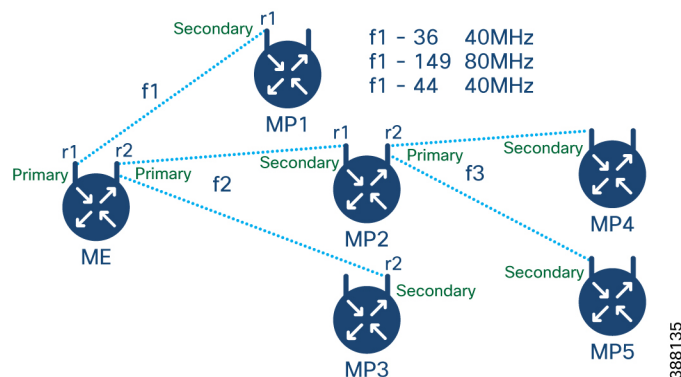 r1
Secondary
f1 - 36 40MHz
f1 - 149 80MHz
f1 - 44 40MHz
f1
MP1
r1 r2
Primary Primary
ME
f2
r1 r2
Secondary Primary
MP2
f3
Secondary
MP4
r2
Secondary
MP3
Secondary
MP5
388135